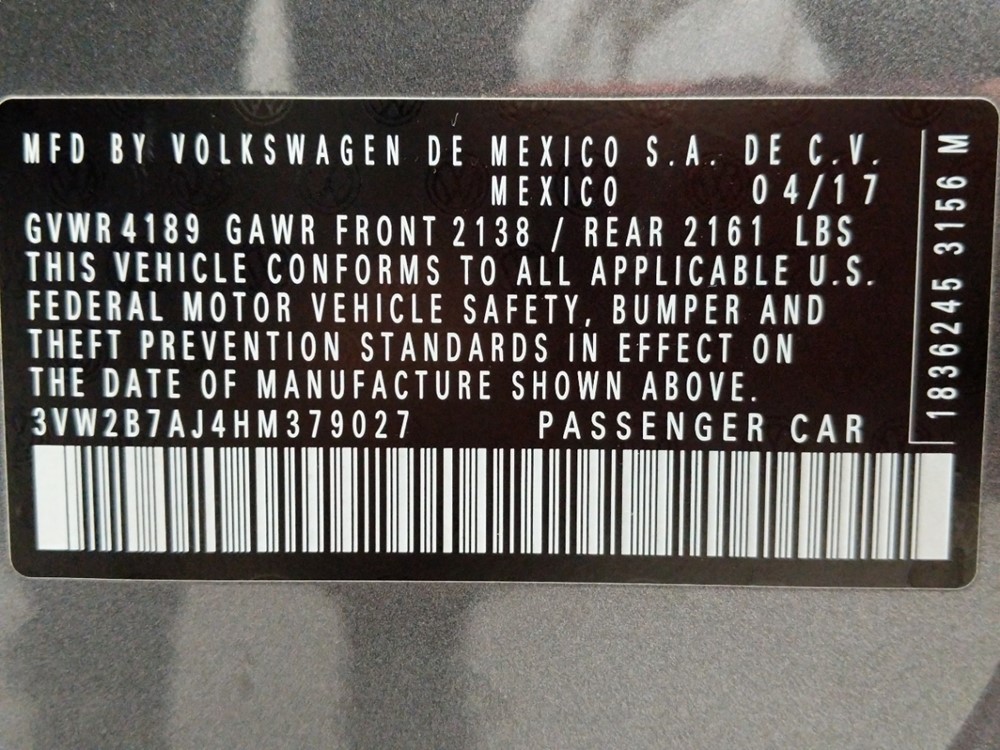 MFD BY VOLKSWAGEN DE MEXICO S.A. DE C.V.
MEXICO 04/17
GVWR 4189 GAWR FRONT 2138 / REAR 2161 LBS
THIS VEHICLE CONFORMS TO ALL APPLICABLE U.S.
FEDERAL MOTOR VEHICLE SAFETY, BUMPER AND
THEFT PREVENTION STANDARDS IN EFFECT ON
THE DATE OF MANUFACTURE SHOWN ABOVE.
3VW2B7AJ4HM379027 PASSENGER CAR
1836245 3156 M